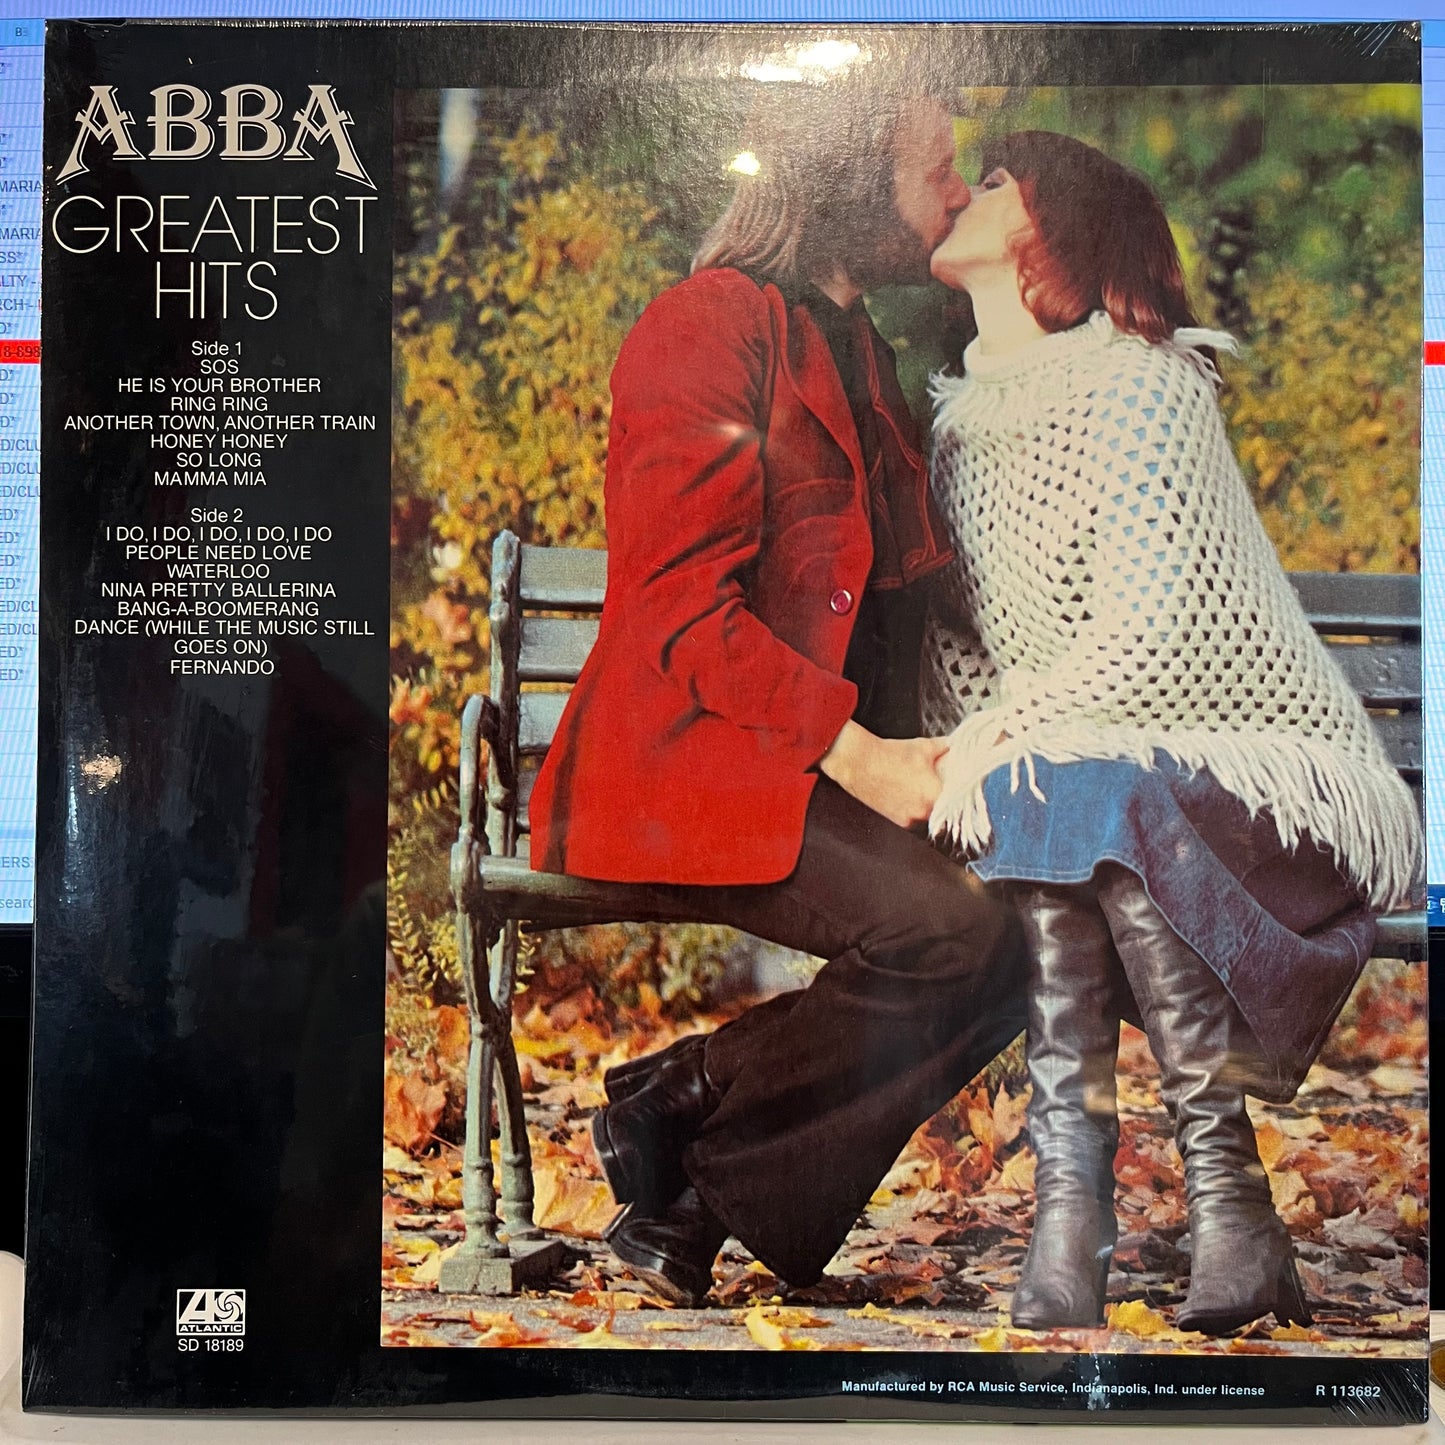 ABBA
GREATEST
HITS
Side 1
SOS
HE IS YOUR BROTHER
RING RING
ANOTHER TOWN, ANOTHER TRAIN
HONEY HONEY
SO LONG
MAMMA MIA
Side 2
I DO, I DO, I DO, I DO, I DO
PEOPLE NEED LOVE
WATERLOO
NINA PRETTY BALLERINA
BANG-A-BOOMERANG
DANCE (WHILE THE MUSIC STILL
GOES ON)
FERNANDO
ATLANTIC
SD 18189
Manufactured by RCA Music Service, Indianapolis, Ind. under license
R 113682